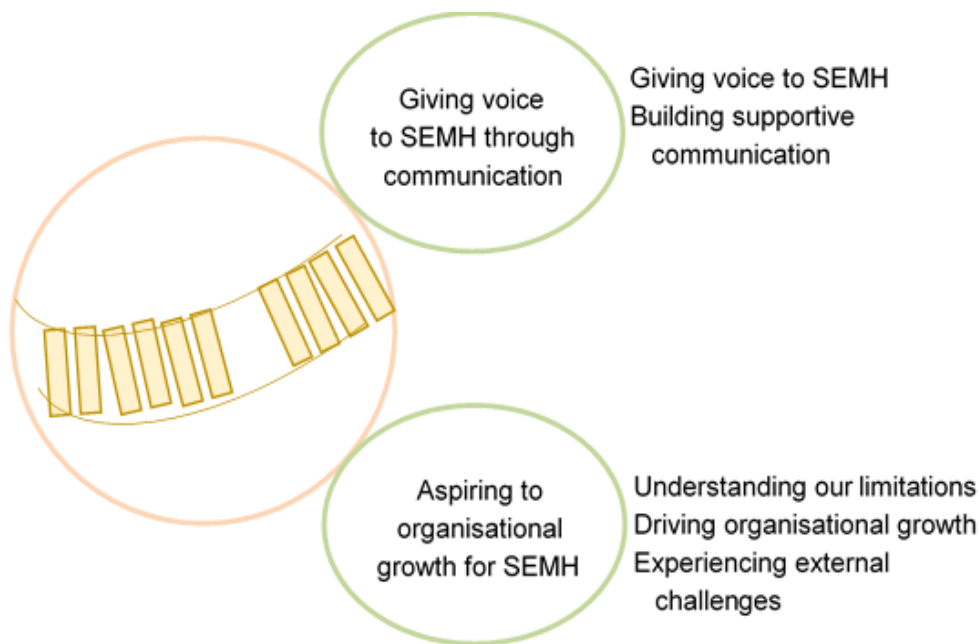 Giving voice
to SEMH through
communication
Giving voice to SEMH
Building supportive
communication
Aspiring to
organisational
growth for SEMH
Understanding our limitations
Driving organisational growth
Experiencing external
challenges